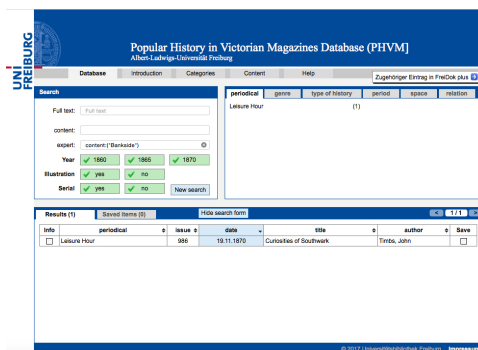 UNI
FREIBURG
Popular History in Victorian Magazines Database (PHVM]
Albert-Ludwigs-Universität Freiburg
Database Introduction Categories Content Help
Zugehöriger Eintrag in FreiDok plus
Search
Full text: Full text
content:
expert: content:("Bankside")
Year 1860 1865 1870
Illustration yes no
Serial yes no New search
periodical genre type of history period space relation
Leisure Hour (1)
Results (1) Saved items (0) Hide search form < 1/1 >
Info periodical issue date title author Save
Leisure Hour 986 19.11.1870 Curiosities of Southwark Timbs, John
© 2017 Universitätsbibliothek Freiburg Impressum